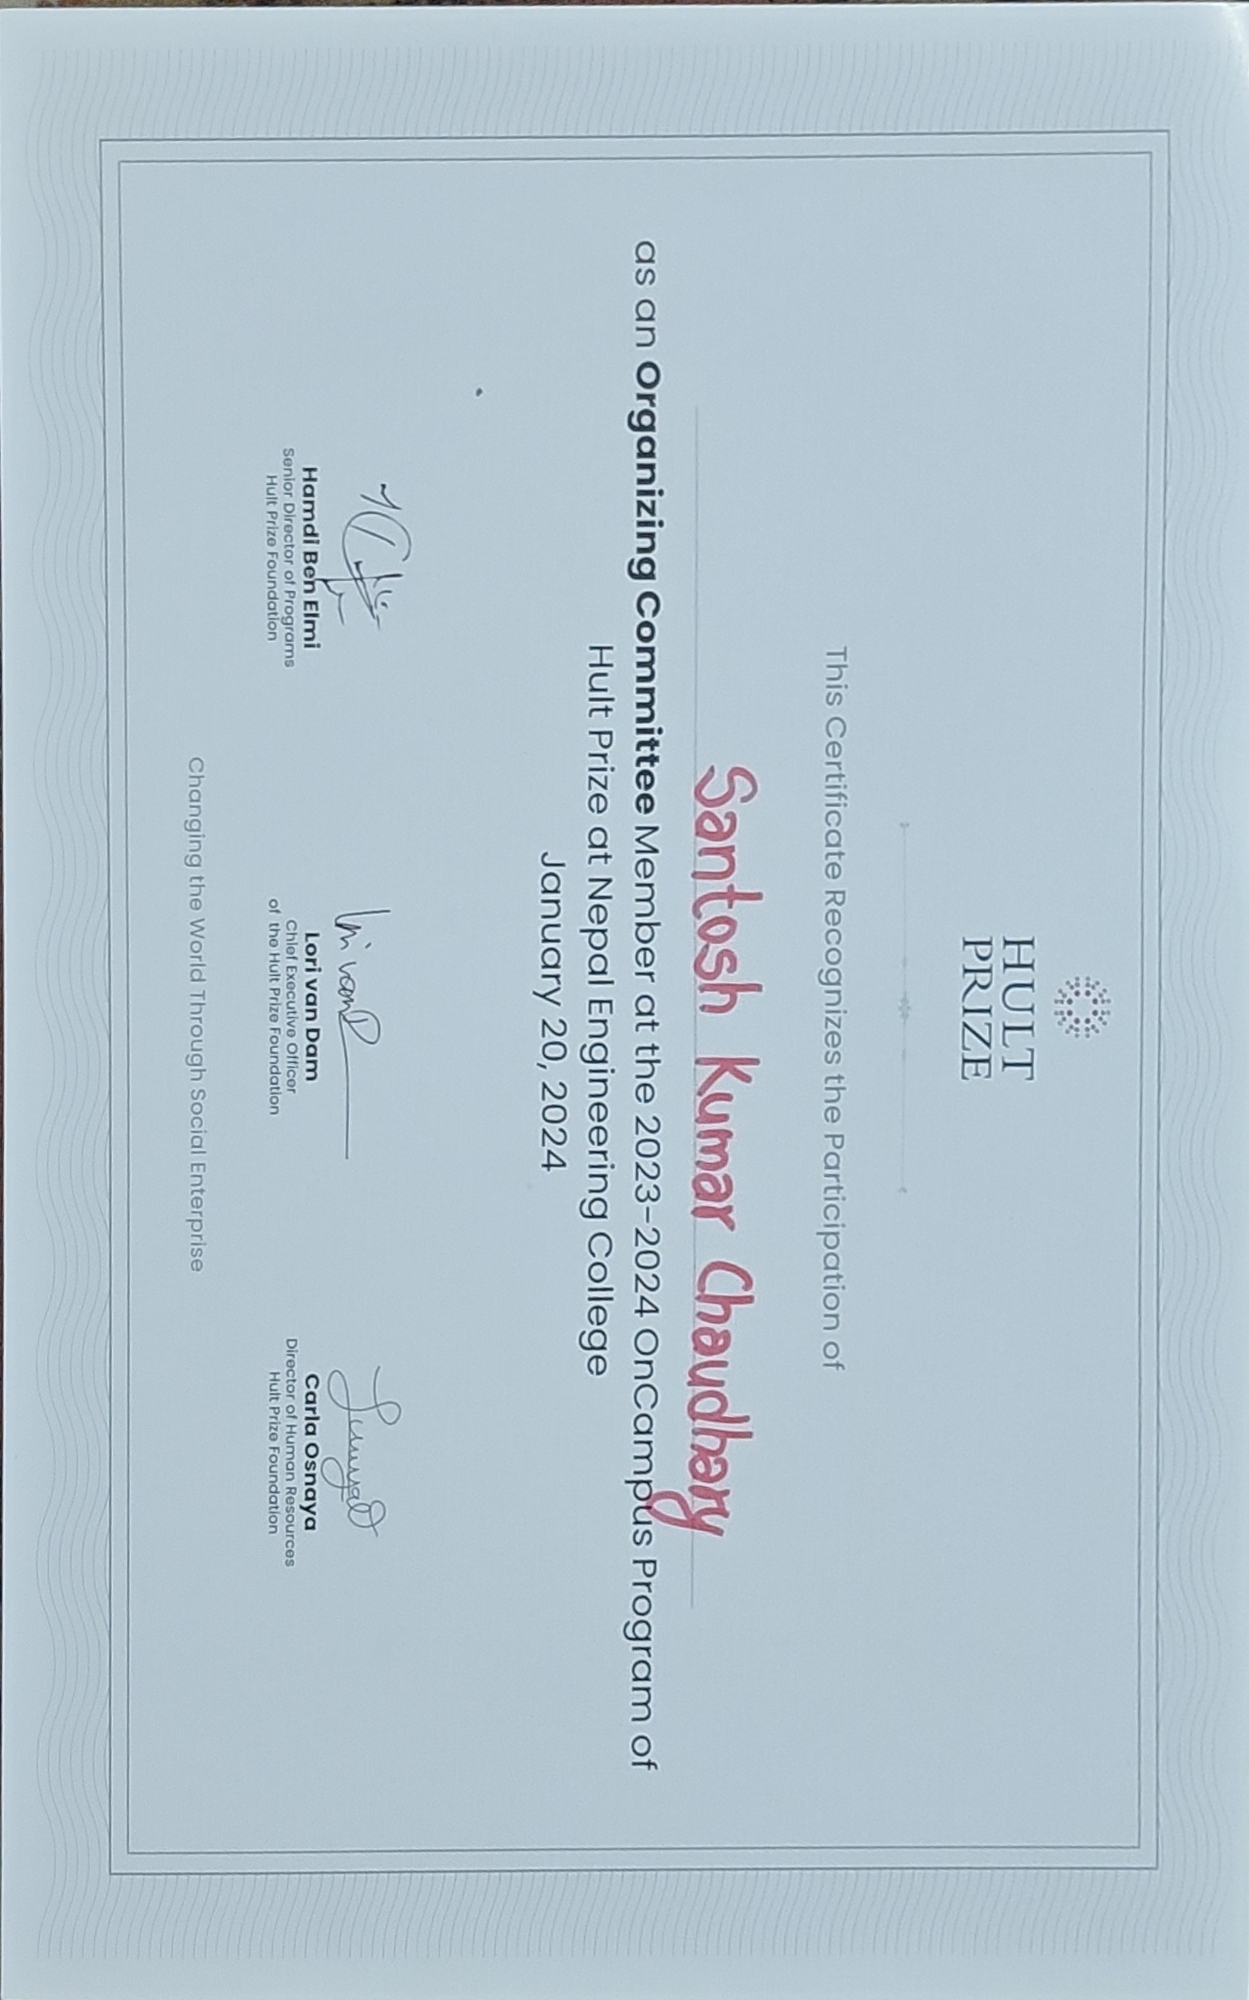 HULT
PRIZE
This Certificate Recognizes the Participation of
Santosh Kumar Chaudhary
as an Organizing Committee Member at the 2023-2024 OnCampus Program of
Hult Prize at Nepal Engineering College
January 20, 2024
Hamdi Ben Elmi
Senior Director of Programs
Hult Prize Foundation
Lori van Dam
Chief Executive Officer
of the Hult Prize Foundation
Carla Osnaya
Director of Human Resources
Hult Prize Foundation
Changing the World Through Social Enterprise